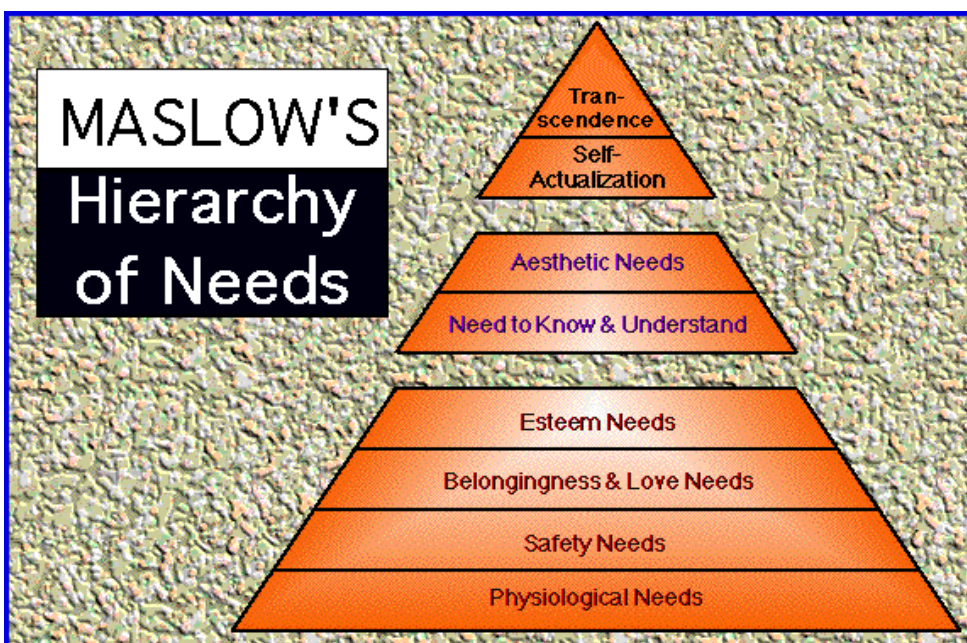 MASLOW'S
Hierarchy
of Needs
Tran-
scendence
Self-
Actualization
Aesthetic Needs
Need to Know & Understand
Esteem Needs
Belongingness & Love Needs
Safety Needs
Physiological Needs